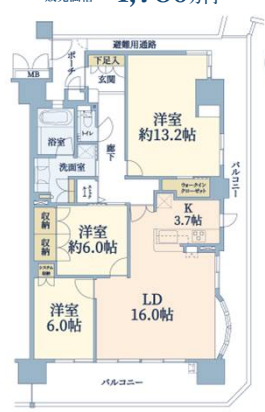 万円
避難用通路
MB
ポーチ
下足入
玄関
洋室
約13.2帖
浴室
トイレ
廊下
洗面室
バルコニー
ウォークイン
クローゼット
収納
収納
洋室
約6.0帖
K
3.7帖
洋室
6.0帖
LD
16.0帖
バルコニー